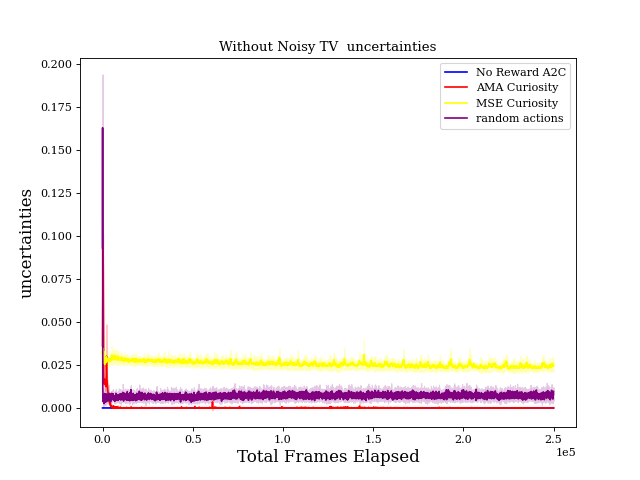 Without Noisy TV  uncertainties
No Reward A2C
AMA Curiosity
MSE Curiosity
random actions
uncertainties
0.200
0.175
0.150
0.125
0.100
0.075
0.050
0.025
0.000
0.0
0.5
1.0
1.5
2.0
2.5
1e5
Total Frames Elapsed